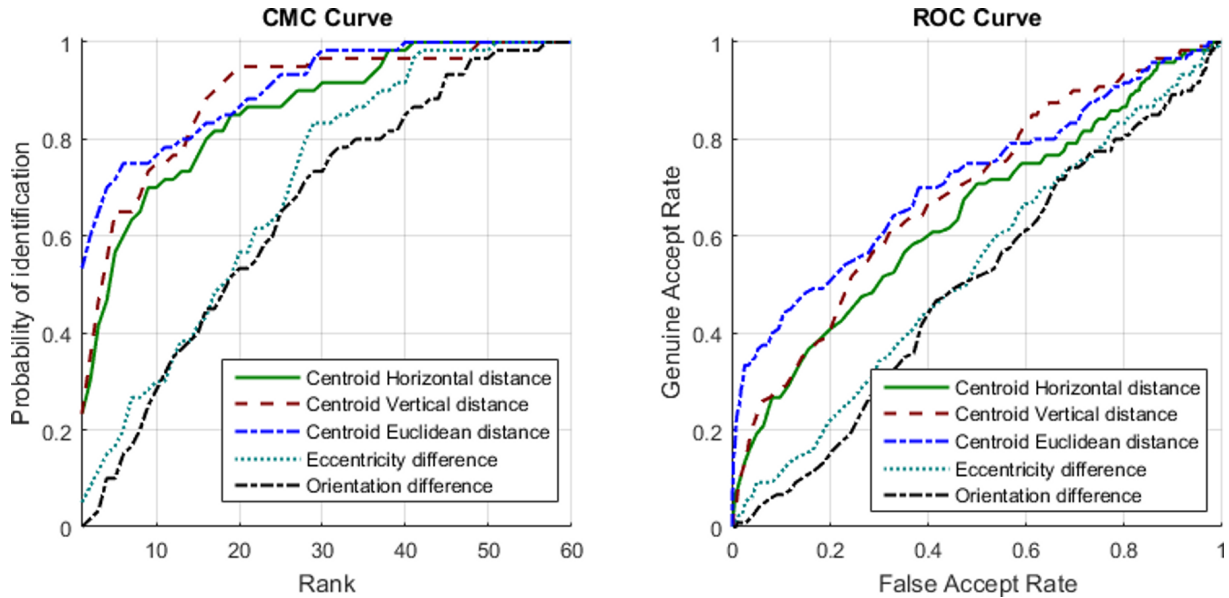 CMC Curve
Probability of identification
1
0.8
0.6
0.4
0.2
0
10
20
30
40
50
60
Rank
Centroid Horizontal distance
Centroid Vertical distance
Centroid Euclidean distance
Eccentricity difference
Orientation difference
ROC Curve
Genuine Accept Rate
1
0.8
0.6
0.4
0.2
0
0
0.2
0.4
0.6
0.8
1
False Accept Rate
Centroid Horizontal distance
Centroid Vertical distance
Centroid Euclidean distance
Eccentricity difference
Orientation difference